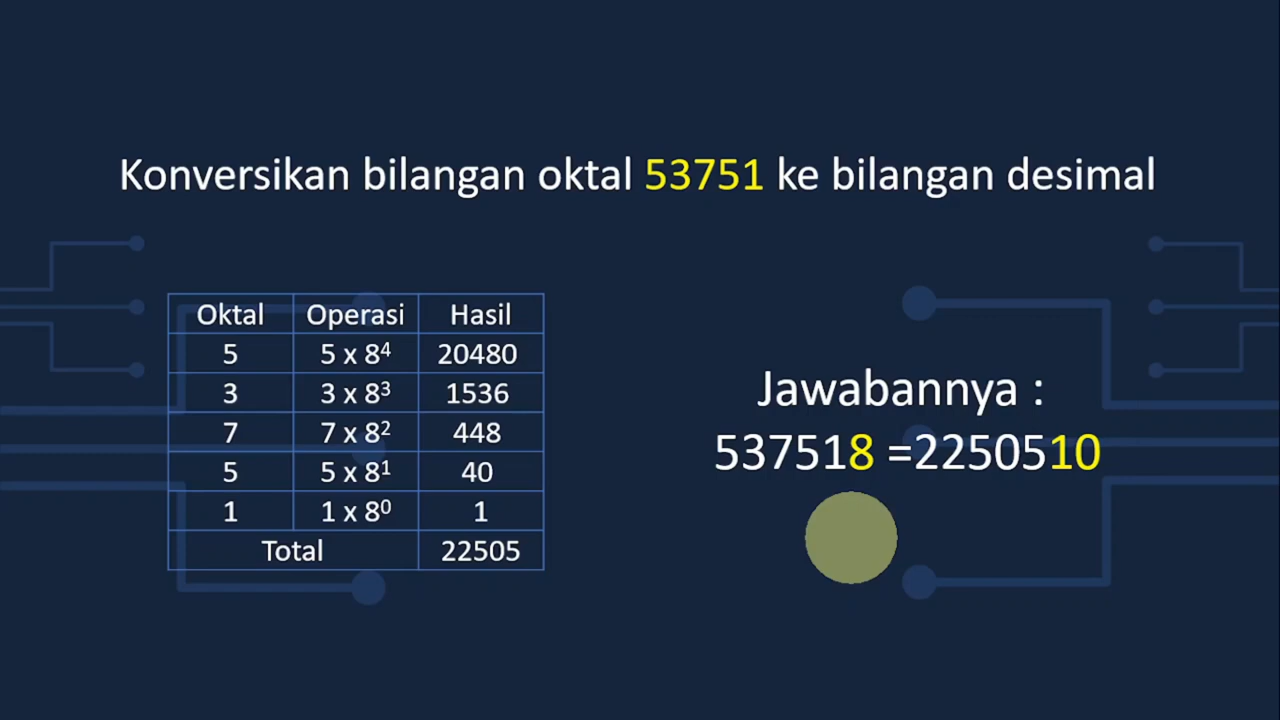 Konversikan bilangan oktal 53751 ke bilangan desimal
Oktal Operasi Hasil
5 5 x 8⁴ 20480
3 3 x 8³ 1536
7 7 x 8² 448
5 5 x 8¹ 40
1 1 x 8⁰ 1
Total 22505
Jawabannya :
537518 =2250510